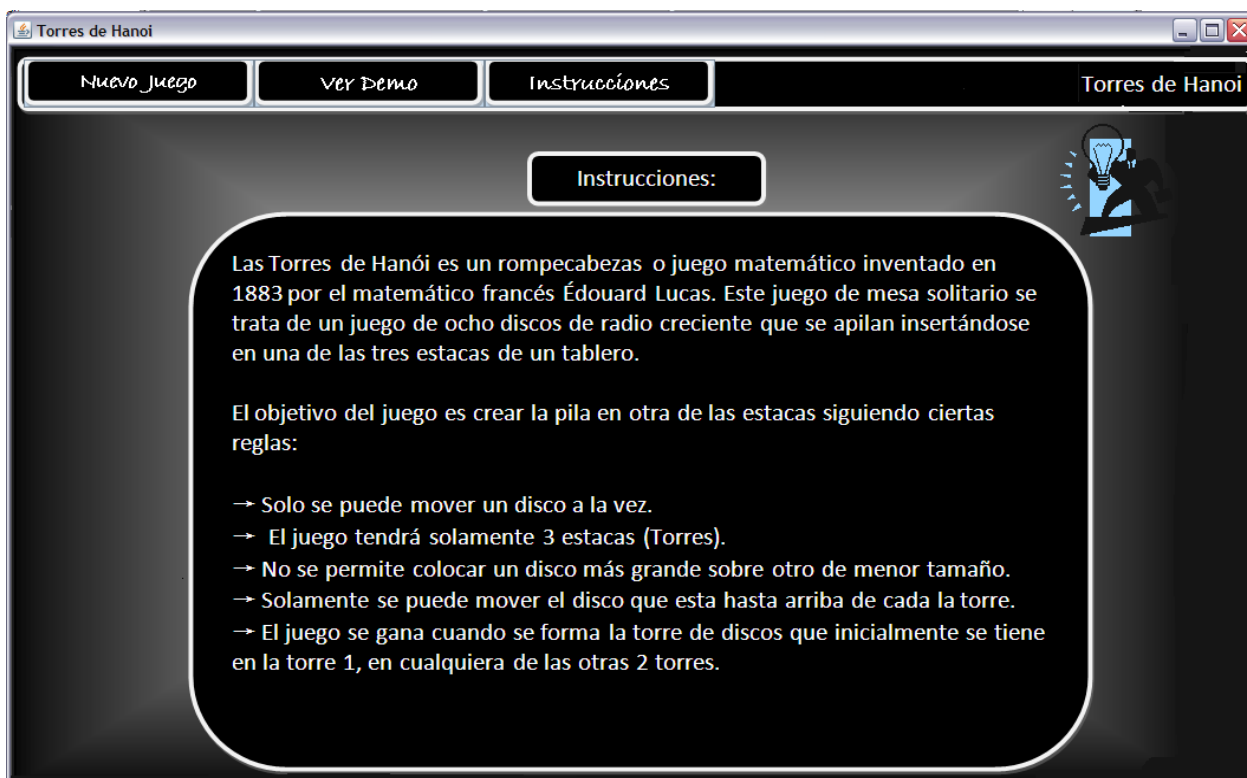 Torres de Hanoi
Nuevo Juego
Ver Demo
Instrucciones
Torres de Hanoi
Instrucciones:
Las Torres de Hanói es un rompecabezas o juego matemático inventado en
1883 por el matemático francés Édouard Lucas. Este juego de mesa solitario se
trata de un juego de ocho discos de radio creciente que se apilan insertándose
en una de las tres estacas de un tablero.
El objetivo del juego es crear la pila en otra de las estacas siguiendo ciertas
reglas:
→ Solo se puede mover un disco a la vez.
→ El juego tendrá solamente 3 estacas (Torres).
→ No se permite colocar un disco más grande sobre otro de menor tamaño.
→ Solamente se puede mover el disco que esta hasta arriba de cada la torre.
→ El juego se gana cuando se forma la torre de discos que inicialmente se tiene
en la torre 1, en cualquiera de las otras 2 torres.